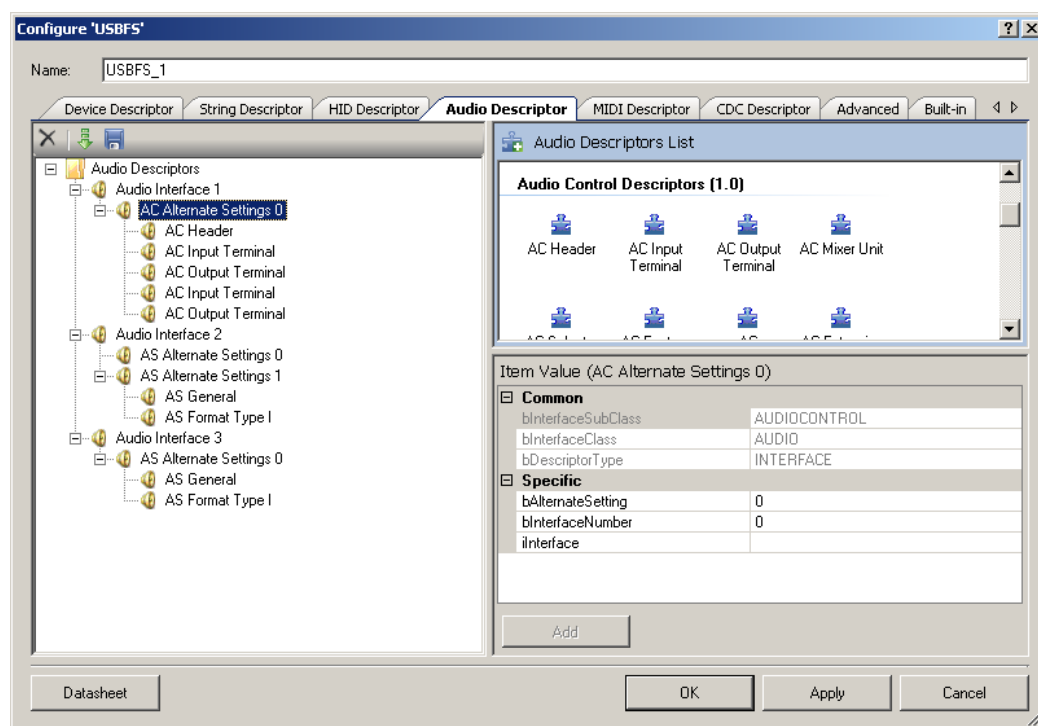 Configure 'USBFS'
Name: USBFS_1
Device Descriptor String Descriptor HID Descriptor Audio Descriptor MIDI Descriptor CDC Descriptor Advanced Built-in
Audio Descriptors
Audio Interface 1
AC Alternate Settings 0
AC Header
AC Input Terminal
AC Output Terminal
AC Input Terminal
AC Output Terminal
Audio Interface 2
AS Alternate Settings 0
AS Alternate Settings 1
AS General
AS Format Type I
Audio Interface 3
AS Alternate Settings 0
AS General
AS Format Type I
Audio Descriptors List
Audio Control Descriptors (1.0)
AC Header
AC Input Terminal
AC Output Terminal
AC Mixer Unit
Item Value (AC Alternate Settings 0)
Common
bInterfaceSubClass AUDIOCONTROL
bInterfaceClass AUDIO
bDescriptorType INTERFACE
Specific
bAlternateSetting 0
bInterfaceNumber 0
iInterface
Add
Datasheet OK Apply Cancel